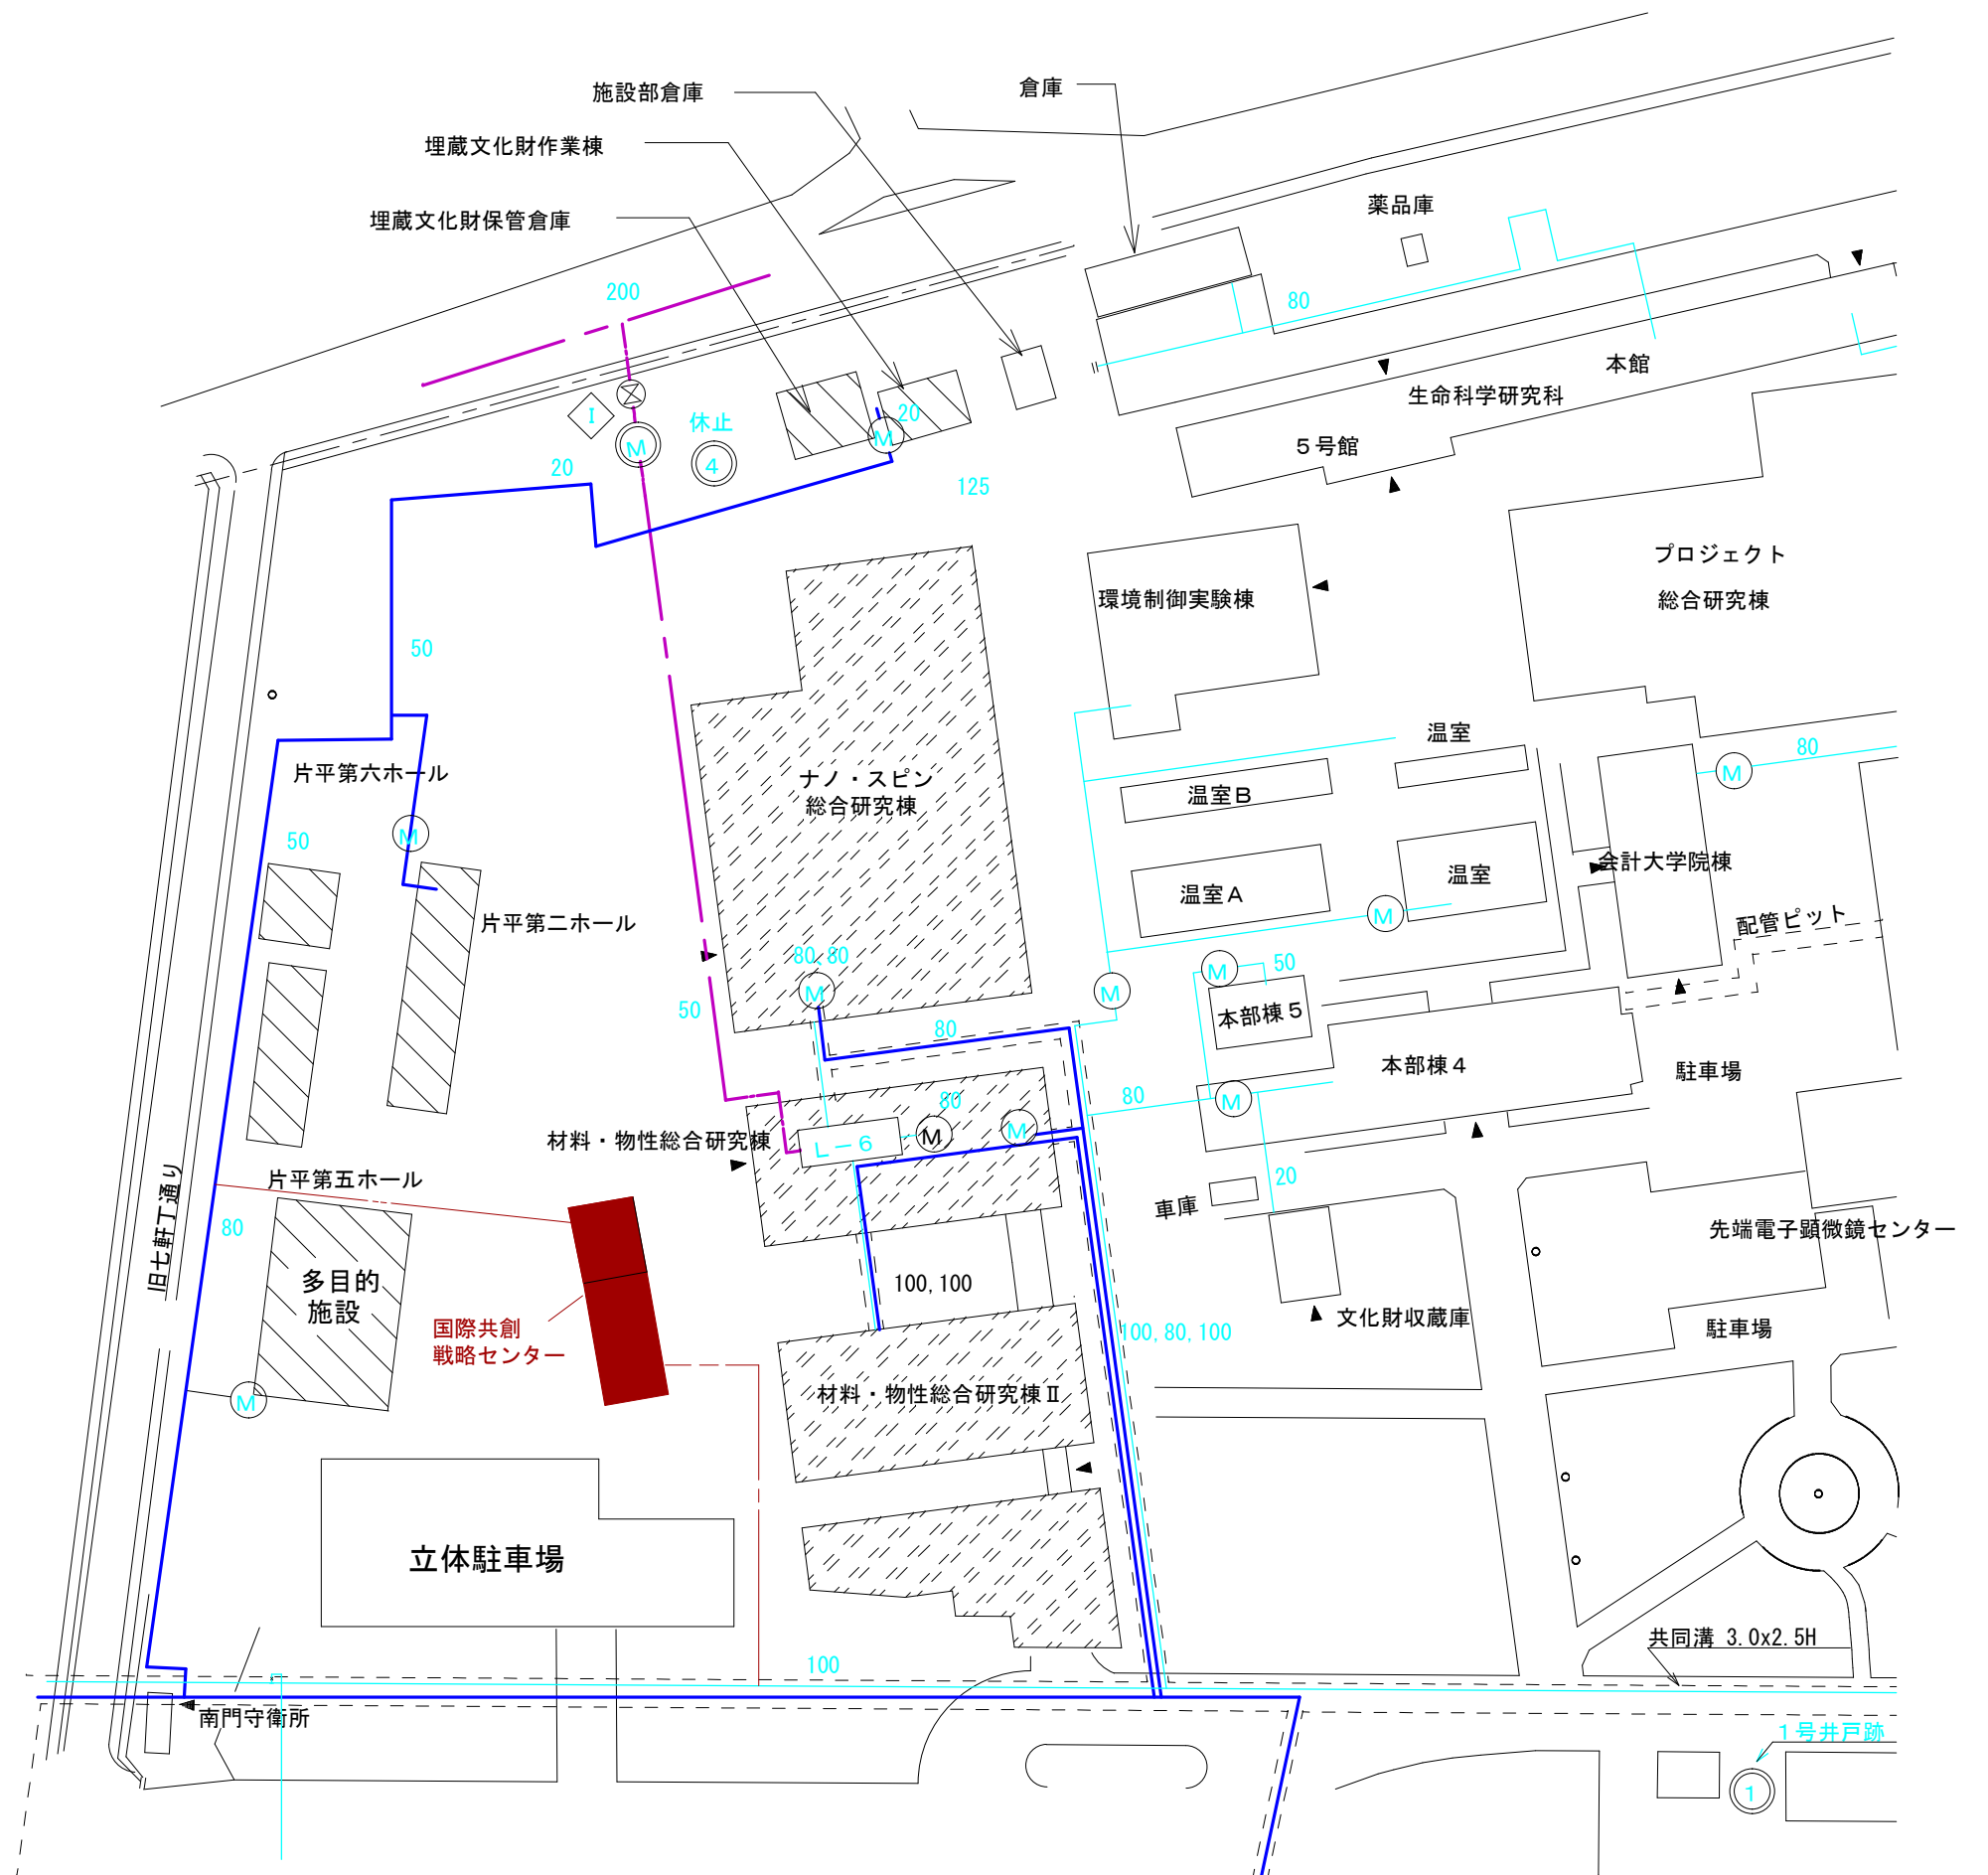 施設部倉庫
倉庫
埋蔵文化財作業棟
埋蔵文化財保管倉庫
薬品庫
200
80
本館
生命科学研究科
I
M
休止
4
M
20
5号館
20
125
プロジェクト
総合研究棟
環境制御実験棟
50
温室
80
M
片平第六ホール
ナノ・スピン
総合研究棟
温室B
50
M
会計大学院棟
温室
温室A
M
片平第二ホール
配管ピット
80,80
M
50
M
M
50
本部棟5
80
本部棟4
駐車場
80
M
80
M
M
L－6
材料・物性総合研究棟
片平第五ホール
20
車庫
旧七軒丁通り
80
先端電子顕微鏡センター
多目的
施設
100,100
文化財収蔵庫
国際共創
戦略センター
100,80,100
駐車場
材料・物性総合研究棟Ⅱ
M
立体駐車場
共同溝 3.0x2.5H
100
南門守衛所
1号井戸跡
1